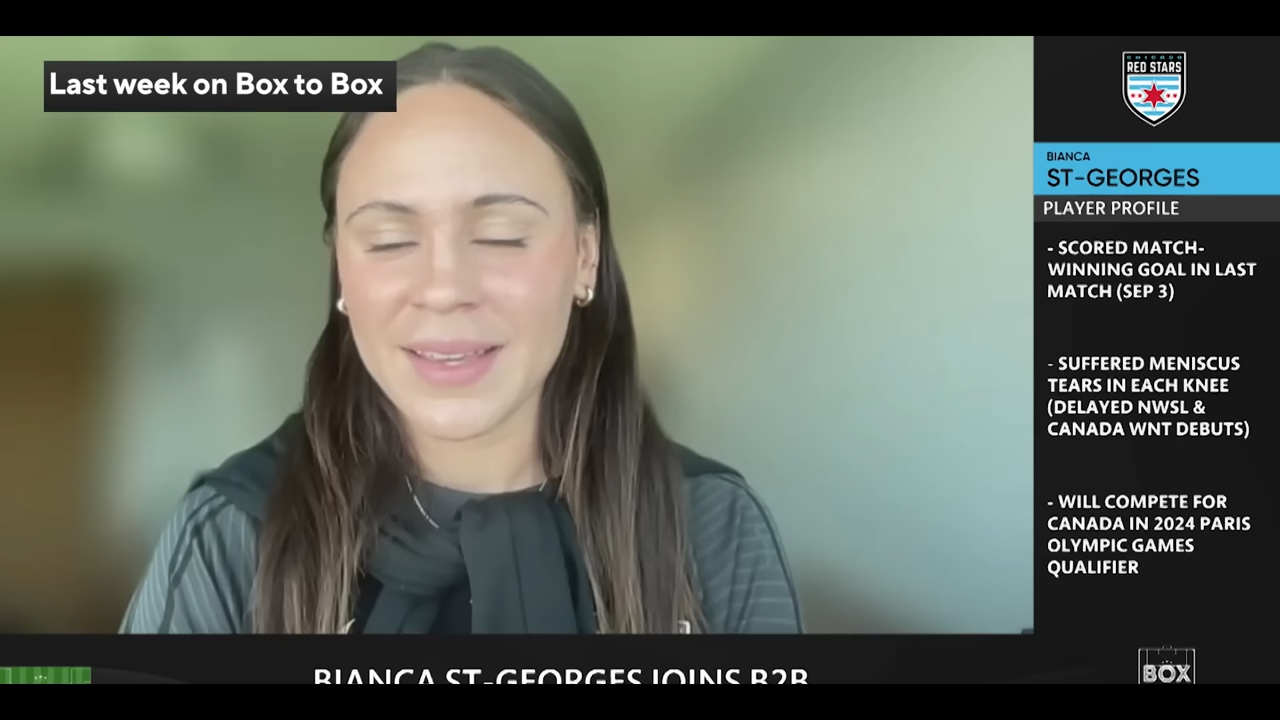 Last week on Box to Box
CHICAGO
RED STARS
BIANCA
ST-GEORGES
PLAYER PROFILE
- SCORED MATCH-
WINNING GOAL IN LAST
MATCH (SEP 3)
- SUFFERED MENISCUS
TEARS IN EACH KNEE
(DELAYED NWSL &
CANADA WNT DEBUTS)
- WILL COMPETE FOR
CANADA IN 2024 PARIS
OLYMPIC GAMES
QUALIFIER
BIANCA ST-GEORGES JOINS B2B
BOX